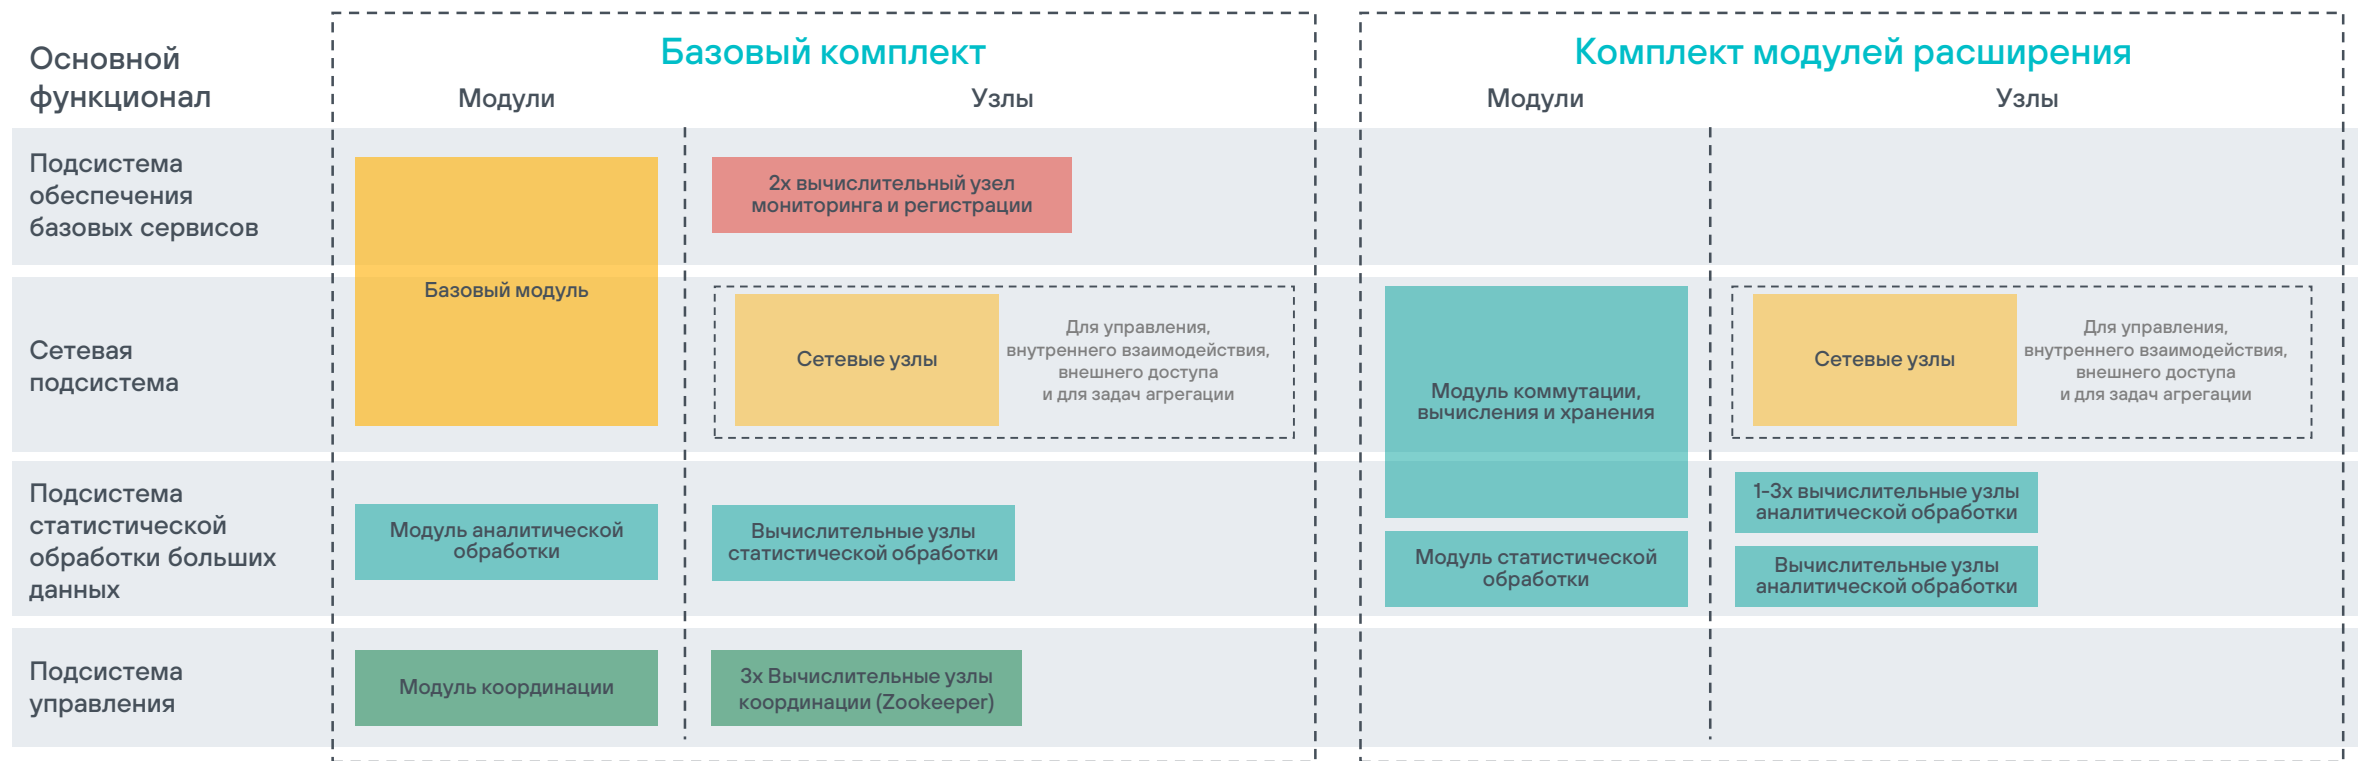 Основной
функционал
Базовый комплект
Модули
Узлы
Комплект модулей расширения
Модули
Узлы
Подсистема
обеспечения
базовых сервисов
Базовый модуль
2х вычислительный узел
мониторинга и регистрации
Сетевая
подсистема
Сетевые узлы
Для управления,
внутреннего взаимодействия,
внешнего доступа
и для задач агрегации
Модуль коммутации,
вычисления и хранения
Сетевые узлы
Для управления,
внутреннего взаимодействия,
внешнего доступа
и для задач агрегации
Подсистема
статистической
обработки больших
данных
Модуль аналитической
обработки
Вычислительные узлы
статистической обработки
Модуль статистической
обработки
1-3х вычислительные узлы
аналитической обработки
Вычислительные узлы
аналитической обработки
Подсистема
управления
Модуль координации
3х Вычислительные узлы
координации (Zookeeper)